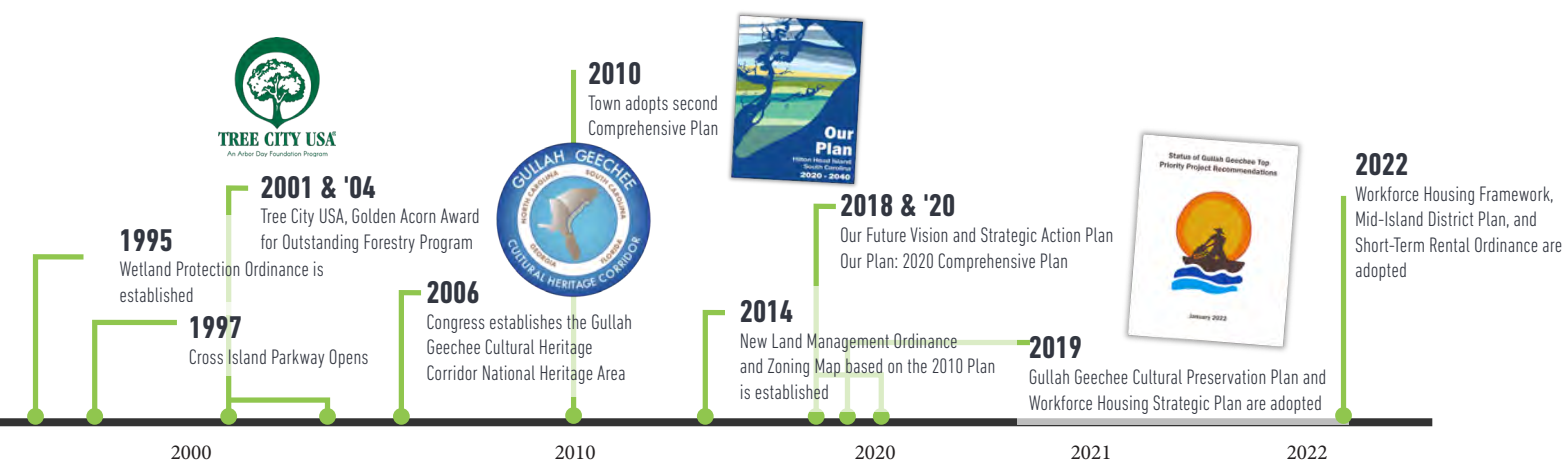 TREE CITY USA®
An Arbor Day Foundation Program
1995
Wetland Protection Ordinance is
established
1997
Cross Island Parkway Opens
2001 & '04
Tree City USA, Golden Acorn Award
for Outstanding Forestry Program
2006
Congress establishes the Gullah
Geechee Cultural Heritage
Corridor National Heritage Area
2010
Town adopts second
Comprehensive Plan
GULLAH GEECHEE
CULTURAL HERITAGE CORRIDOR
NORTH CAROLINA
SOUTH CAROLINA
GEORGIA
FLORIDA
2014
New Land Management Ordinance
and Zoning Map based on the 2010 Plan
is established
Our
Plan
Hilton Head Island
South Carolina
2020 - 2040
2018 & '20
Our Future Vision and Strategic Action Plan
Our Plan: 2020 Comprehensive Plan
2019
Gullah Geechee Cultural Preservation Plan and
Workforce Housing Strategic Plan are adopted
Status of Gullah Geechee Top
Priority Project Recommendations
January 2022
2022
Workforce Housing Framework,
Mid-Island District Plan, and
Short-Term Rental Ordinance are
adopted
2000
2010
2020
2021
2022